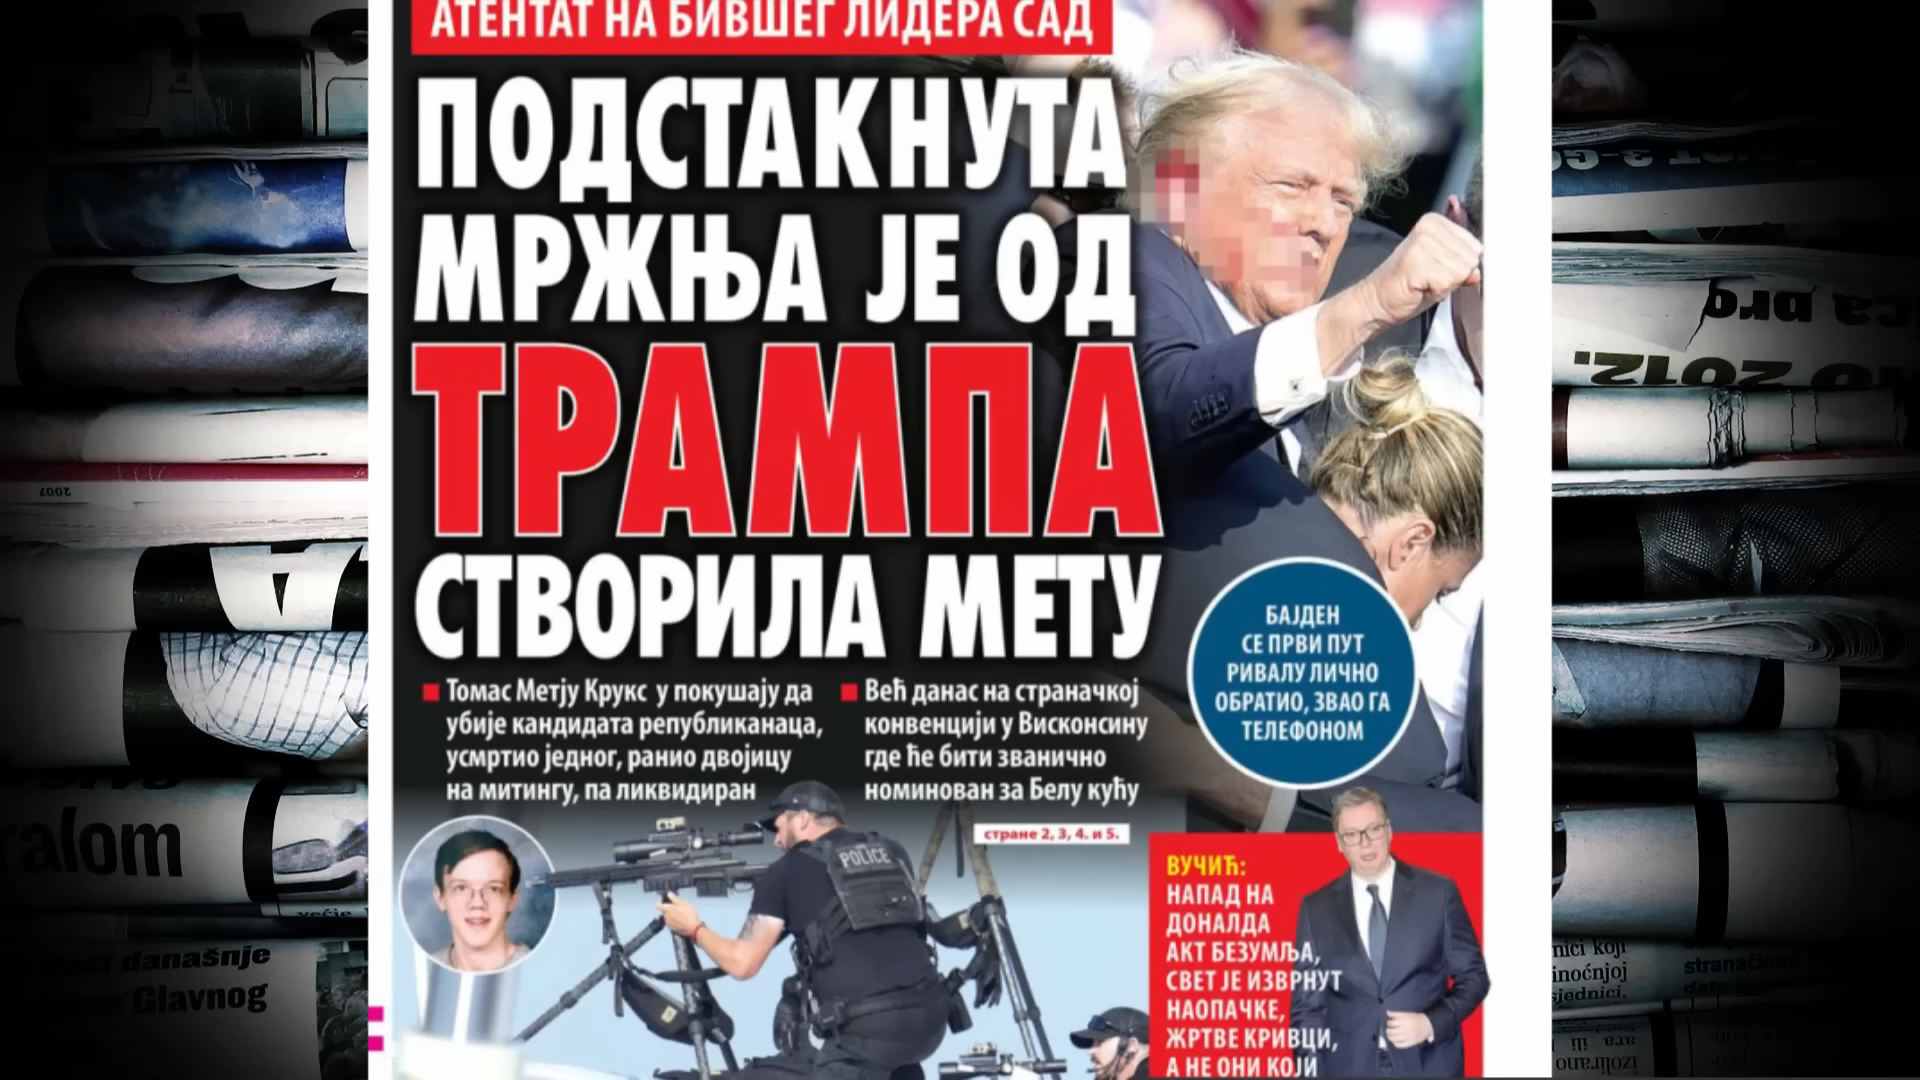 АТЕНТАТ НА БИВШЕГ ЛИДЕРА САД
ПОДСТАКНУТА
МРЖЊА ЈЕ ОД
ТРАМПА
СТВОРИЛА МЕТУ
Томас Метју Крукс у покушају да
убије кандидата републиканаца,
усмртио једног, ранио двојицу
на митингу, па ликвидиран
Већ данас на страначкој
конвенцији у Висконсину
где ће бити званично
номинован за Белу кућу
стране 2, 3, 4. и 5.
БАЈДЕН
СЕ ПРВИ ПУТ
РИВАЛУ ЛИЧНО
ОБРАТИО, ЗВАО ГА
ТЕЛЕФОНОМ
POLICE
ВУЧИЋ:
НАПАД НА
ДОНАЛДА
АКТ БЕЗУМЉА,
СВЕТ ЈЕ ИЗВРНУТ
НАОПАЧКЕ,
ЖРТВЕ КРИВЦИ,
А НЕ ОНИ КОЈИ
2007
ralom
današnje
Glavnog
2012.
nici koji
inoćnjoj
sjednici.